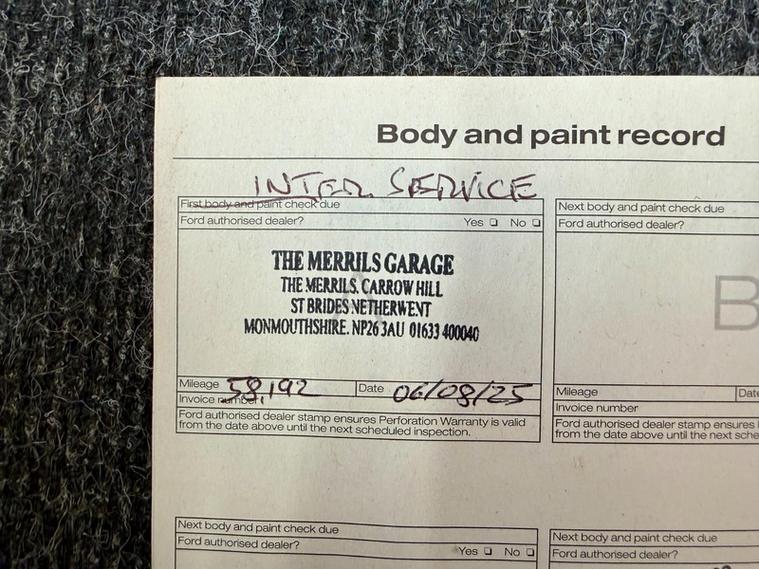 Body and paint record
INTER. SERVICE
First body and paint check due
Ford authorised dealer? Yes No
THE MERRILS GARAGE
THE MERRILS. CARROW HILL
ST BRIDES NETHERWENT
MONMOUTHSHIRE. NP26 3AU 01633 400040
Mileage 58,192 Date 06/08/25
Invoice number
Ford authorised dealer stamp ensures Perforation Warranty is valid
from the date above until the next scheduled inspection.
Next body and paint check due
Ford authorised dealer?
B
Mileage Date
Invoice number
Ford authorised dealer stamp ensures
from the date above until the next sche
Next body and paint check due
Ford authorised dealer? Yes No
Next body and paint check due
Ford authorised dealer?